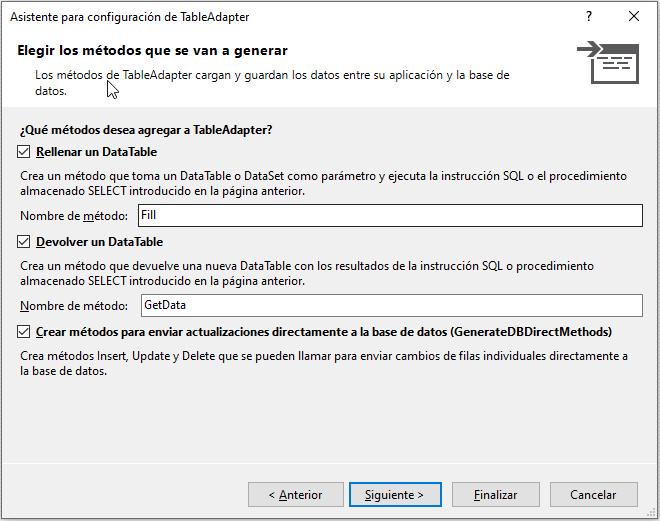 Asistente para configuración de TableAdapter
?
Elegir los métodos que se van a generar
Los métodos de TableAdapter cargan y guardan los datos entre su aplicación y la base de
datos.
¿Qué métodos desea agregar a TableAdapter?
Rellenar un DataTable
Crea un método que toma un DataTable o DataSet como parámetro y ejecuta la instrucción SQL o el procedimiento
almacenado SELECT introducido en la página anterior.
Nombre de método: Fill
Devolver un DataTable
Crea un método que devuelve una nueva DataTable con los resultados de la instrucción SQL o procedimiento
almacenado SELECT introducido en la página anterior.
Nombre de método: GetData
Crear métodos para enviar actualizaciones directamente a la base de datos (GenerateDBDirectMethods)
Crea métodos Insert, Update y Delete que se pueden llamar para enviar cambios de filas individuales directamente a
la base de datos.
< Anterior
Siguiente >
Finalizar
Cancelar